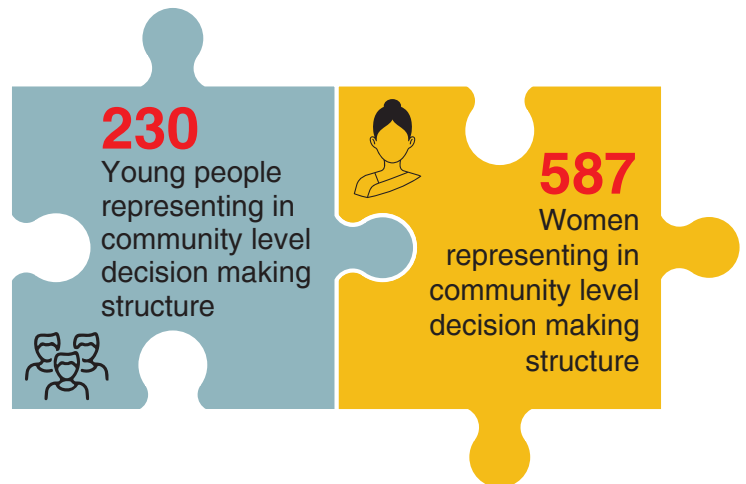 230
Young people
representing in
community level
decision making
structure
587
Women
representing in
community level
decision making
structure